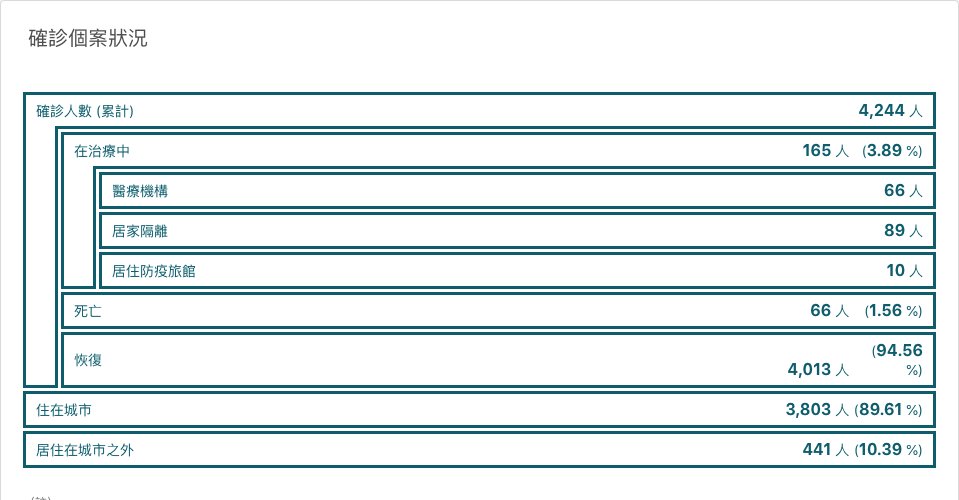 確診個案狀況
確診人數 (累計) 4,244 人
在治療中 165 人 (3.89 %)
醫療機構 66 人
居家隔離 89 人
居住防疫旅館 10 人
死亡 66 人 (1.56 %)
恢復 4,013 人 (94.56 %)
住在城市 3,803 人 (89.61 %)
居住在城市之外 441 人 (10.39 %)